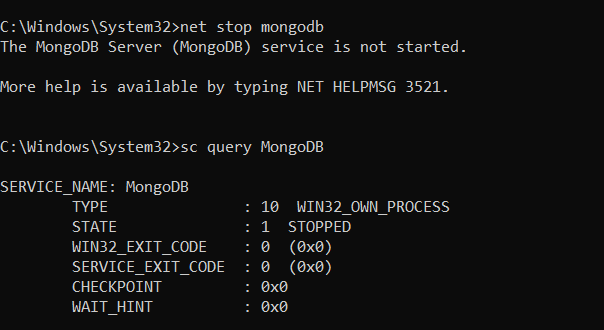 C:\Windows\System32>net stop mongodb
The MongoDB Server (MongoDB) service is not started.
More help is available by typing NET HELPMSG 3521.
C:\Windows\System32>sc query MongoDB
SERVICE_NAME: MongoDB
        TYPE               : 10  WIN32_OWN_PROCESS
        STATE              : 1  STOPPED
        WIN32_EXIT_CODE    : 0  (0x0)
        SERVICE_EXIT_CODE  : 0  (0x0)
        CHECKPOINT         : 0x0
        WAIT_HINT          : 0x0